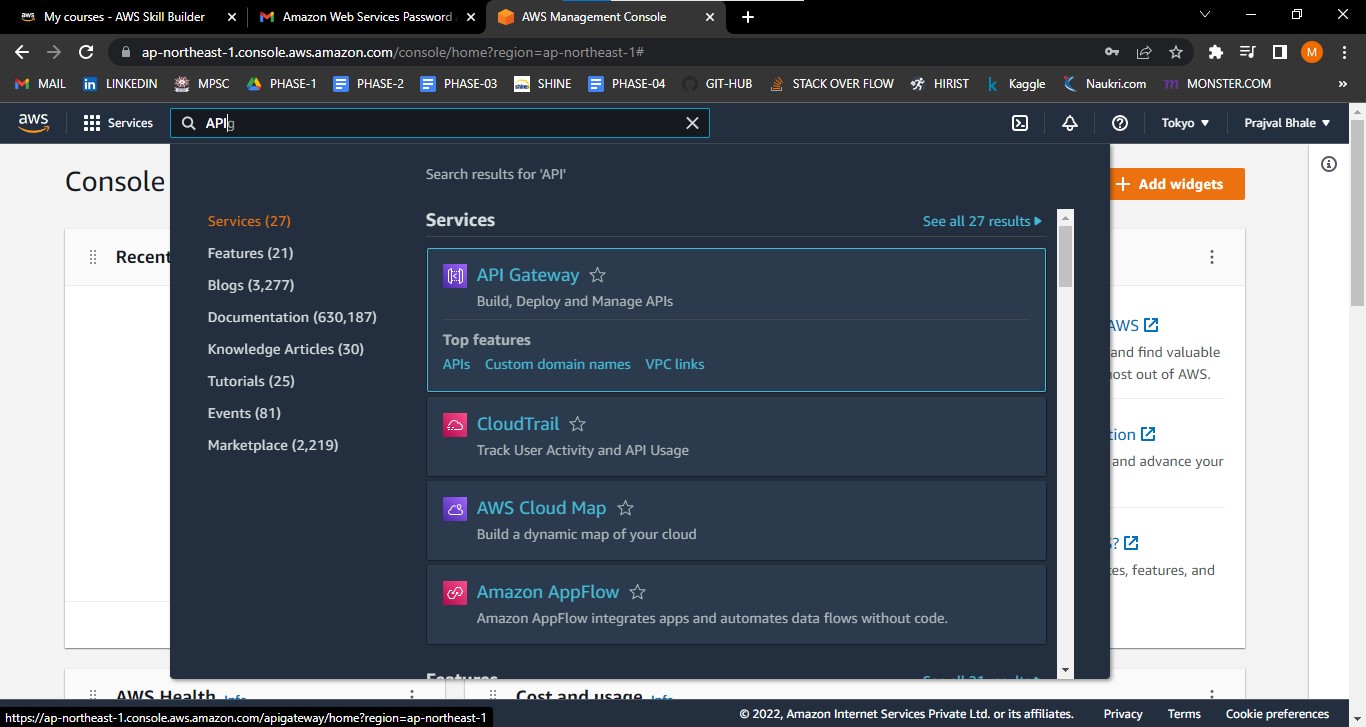 aws My courses - AWS Skill Builder
Amazon Web Services Password
AWS Management Console
ap-northeast-1.console.aws.amazon.com/console/home?region=ap-northeast-1#
M
MAIL
LINKEDIN
MPSC
PHASE-1
PHASE-2
PHASE-03
SHINE
PHASE-04
GIT-HUB
STACK OVER FLOW
HIRIST
Kaggle
Naukri.com
MONSTER.COM
aws
Services
APIg
Tokyo
Prajval Bhale
Console
Add widgets
Recent
Search results for 'API'
Services (27)
Features (21)
Blogs (3,277)
Documentation (630,187)
Knowledge Articles (30)
Tutorials (25)
Events (81)
Marketplace (2,219)
Services
See all 27 results
API Gateway
Build, Deploy and Manage APIs
Top features
APIs Custom domain names VPC links
CloudTrail
Track User Activity and API Usage
AWS Cloud Map
Build a dynamic map of your cloud
Amazon AppFlow
Amazon AppFlow integrates apps and automates data flows without code.
Features
See all 21 results
AWS
and find valuable
ost out of AWS.
tion
and advance your
S?
es, features, and
AWS Health Info
Cost and usage Info
https://ap-northeast-1.console.aws.amazon.com/apigateway/home?region=ap-northeast-1
© 2022, Amazon Internet Services Private Ltd. or its affiliates.
Privacy
Terms
Cookie preferences